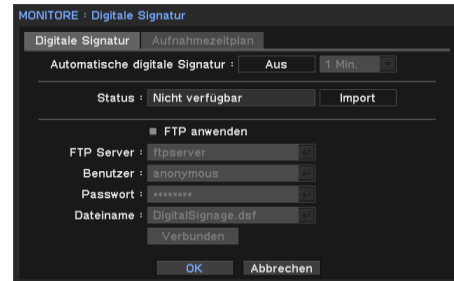 MONITORE : Digitale Signatur
Digitale Signatur Aufnahmezeitplan
Automatische digitale Signatur : Aus 1 Min.
Status : Nicht verfügbar Import
FTP anwenden
FTP Server : ftpserver
Benutzer : anonymous
Passwort : ********
Dateiname : DigitalSignage.dsf
Verbunden
OK Abbrechen